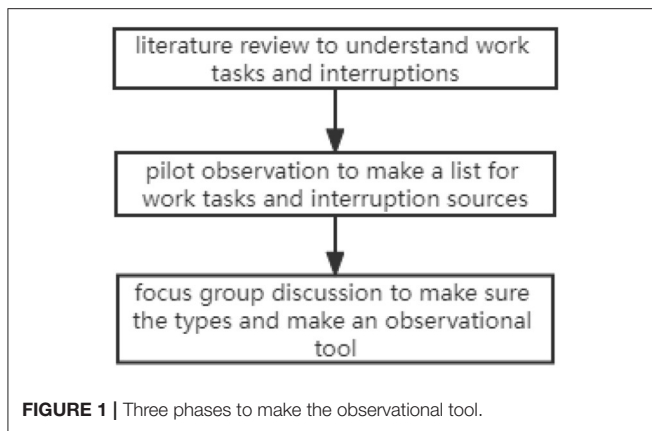 literature review to understand work
tasks and interruptions
pilot observation to make a list for
work tasks and interruption sources
focus group discussion to make sure
the types and make an observational
tool
FIGURE 1 | Three phases to make the observational tool.